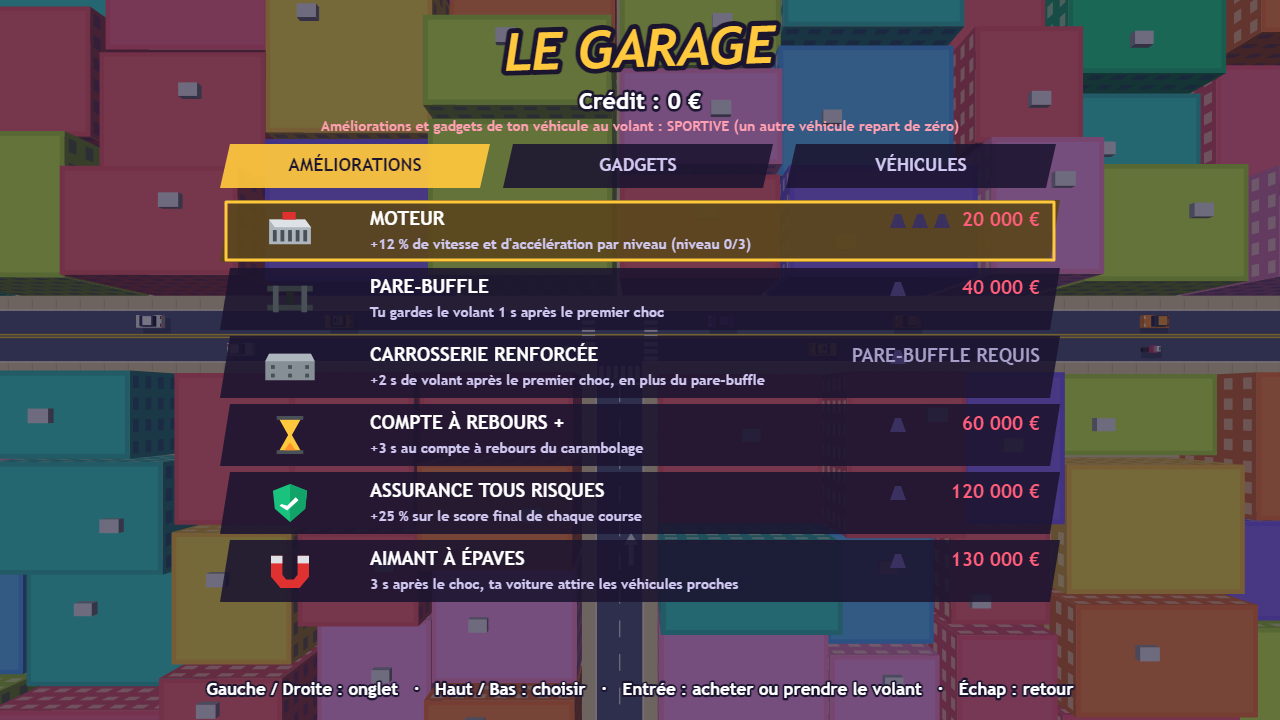 LE GARAGE
Crédit : 0 €
Améliorations et gadgets de ton véhicule au volant : SPORTIVE (un autre véhicule repart de zéro)
AMÉLIORATIONS
GADGETS
VÉHICULES
MOTEUR
20 000 €
+12 % de vitesse et d'accélération par niveau (niveau 0/3)
PARE-BUFFLE
40 000 €
Tu gardes le volant 1 s après le premier choc
CARROSSERIE RENFORCÉE
PARE-BUFFLE REQUIS
+2 s de volant après le premier choc, en plus du pare-buffle
COMPTE À REBOURS +
60 000 €
+3 s au compte à rebours du carambolage
ASSURANCE TOUS RISQUES
120 000 €
+25 % sur le score final de chaque course
AIMANT À ÉPAVES
130 000 €
3 s après le choc, ta voiture attire les véhicules proches
Gauche / Droite : onglet · Haut / Bas : choisir · Entrée : acheter ou prendre le volant · Échap : retour